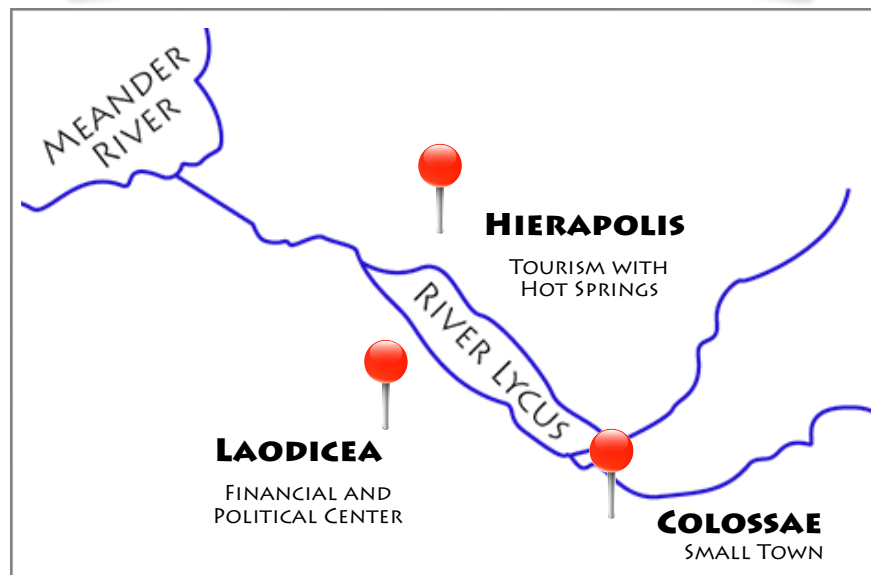 Meander
River
Hierapolis
Tourism with
Hot Springs
River Lycus
Laodicea
Financial and
Political Center
Colossae
Small Town